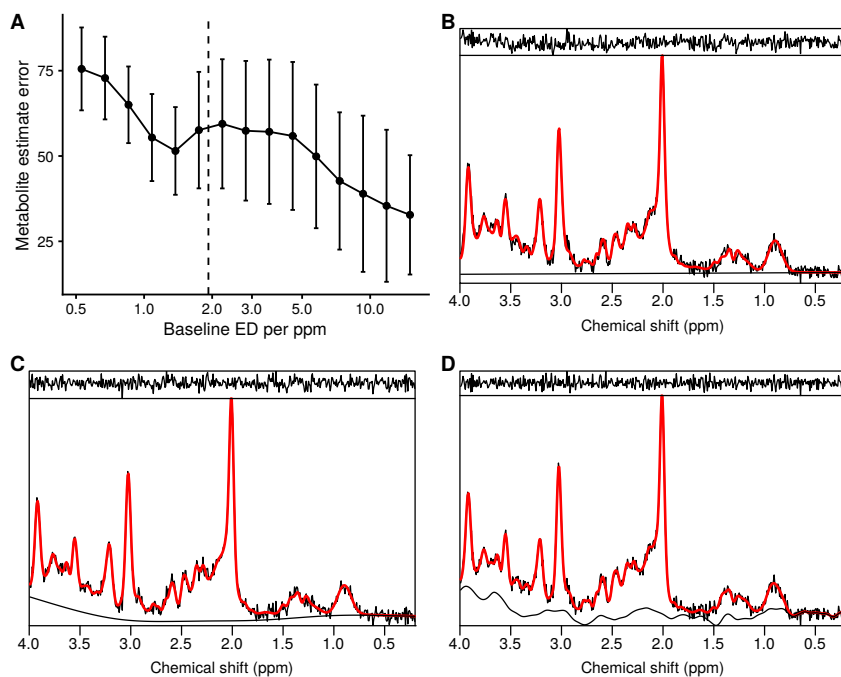 A
Metabolite estimate error
75
50
25
0.5 1.0 2.0 3.0 5.0 10.0
Baseline ED per ppm
B
4.0 3.5 3.0 2.5 2.0 1.5 1.0 0.5
Chemical shift (ppm)
C
4.0 3.5 3.0 2.5 2.0 1.5 1.0 0.5
Chemical shift (ppm)
D
4.0 3.5 3.0 2.5 2.0 1.5 1.0 0.5
Chemical shift (ppm)